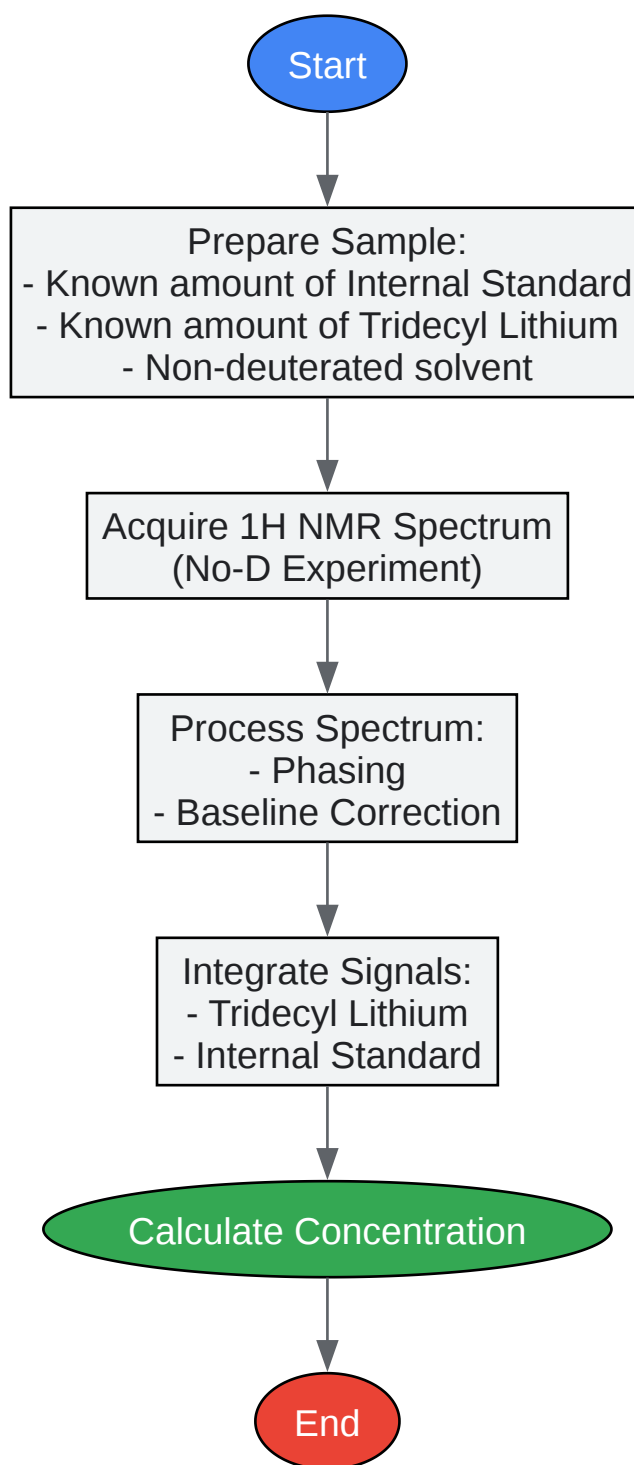 Start
Prepare Sample:
- Known amount of Internal Standard
- Known amount of Tridecyl Lithium
- Non-deuterated solvent
Acquire 1H NMR Spectrum
(No-D Experiment)
Process Spectrum:
- Phasing
- Baseline Correction
Integrate Signals:
- Tridecyl Lithium
- Internal Standard
Calculate Concentration
End